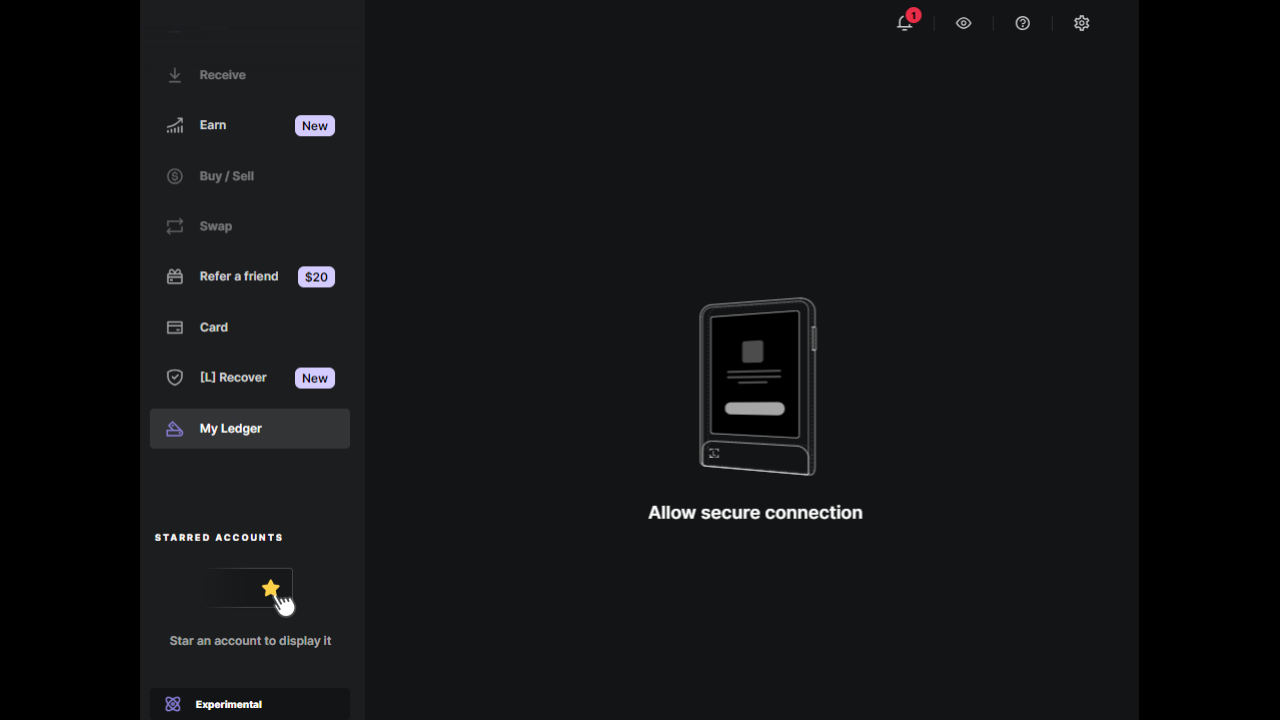 1
Receive
Earn
New
Buy / Sell
Swap
Refer a friend
$20
Card
[L] Recover
New
My Ledger
Allow secure connection
STARRED ACCOUNTS
Star an account to display it
Experimental